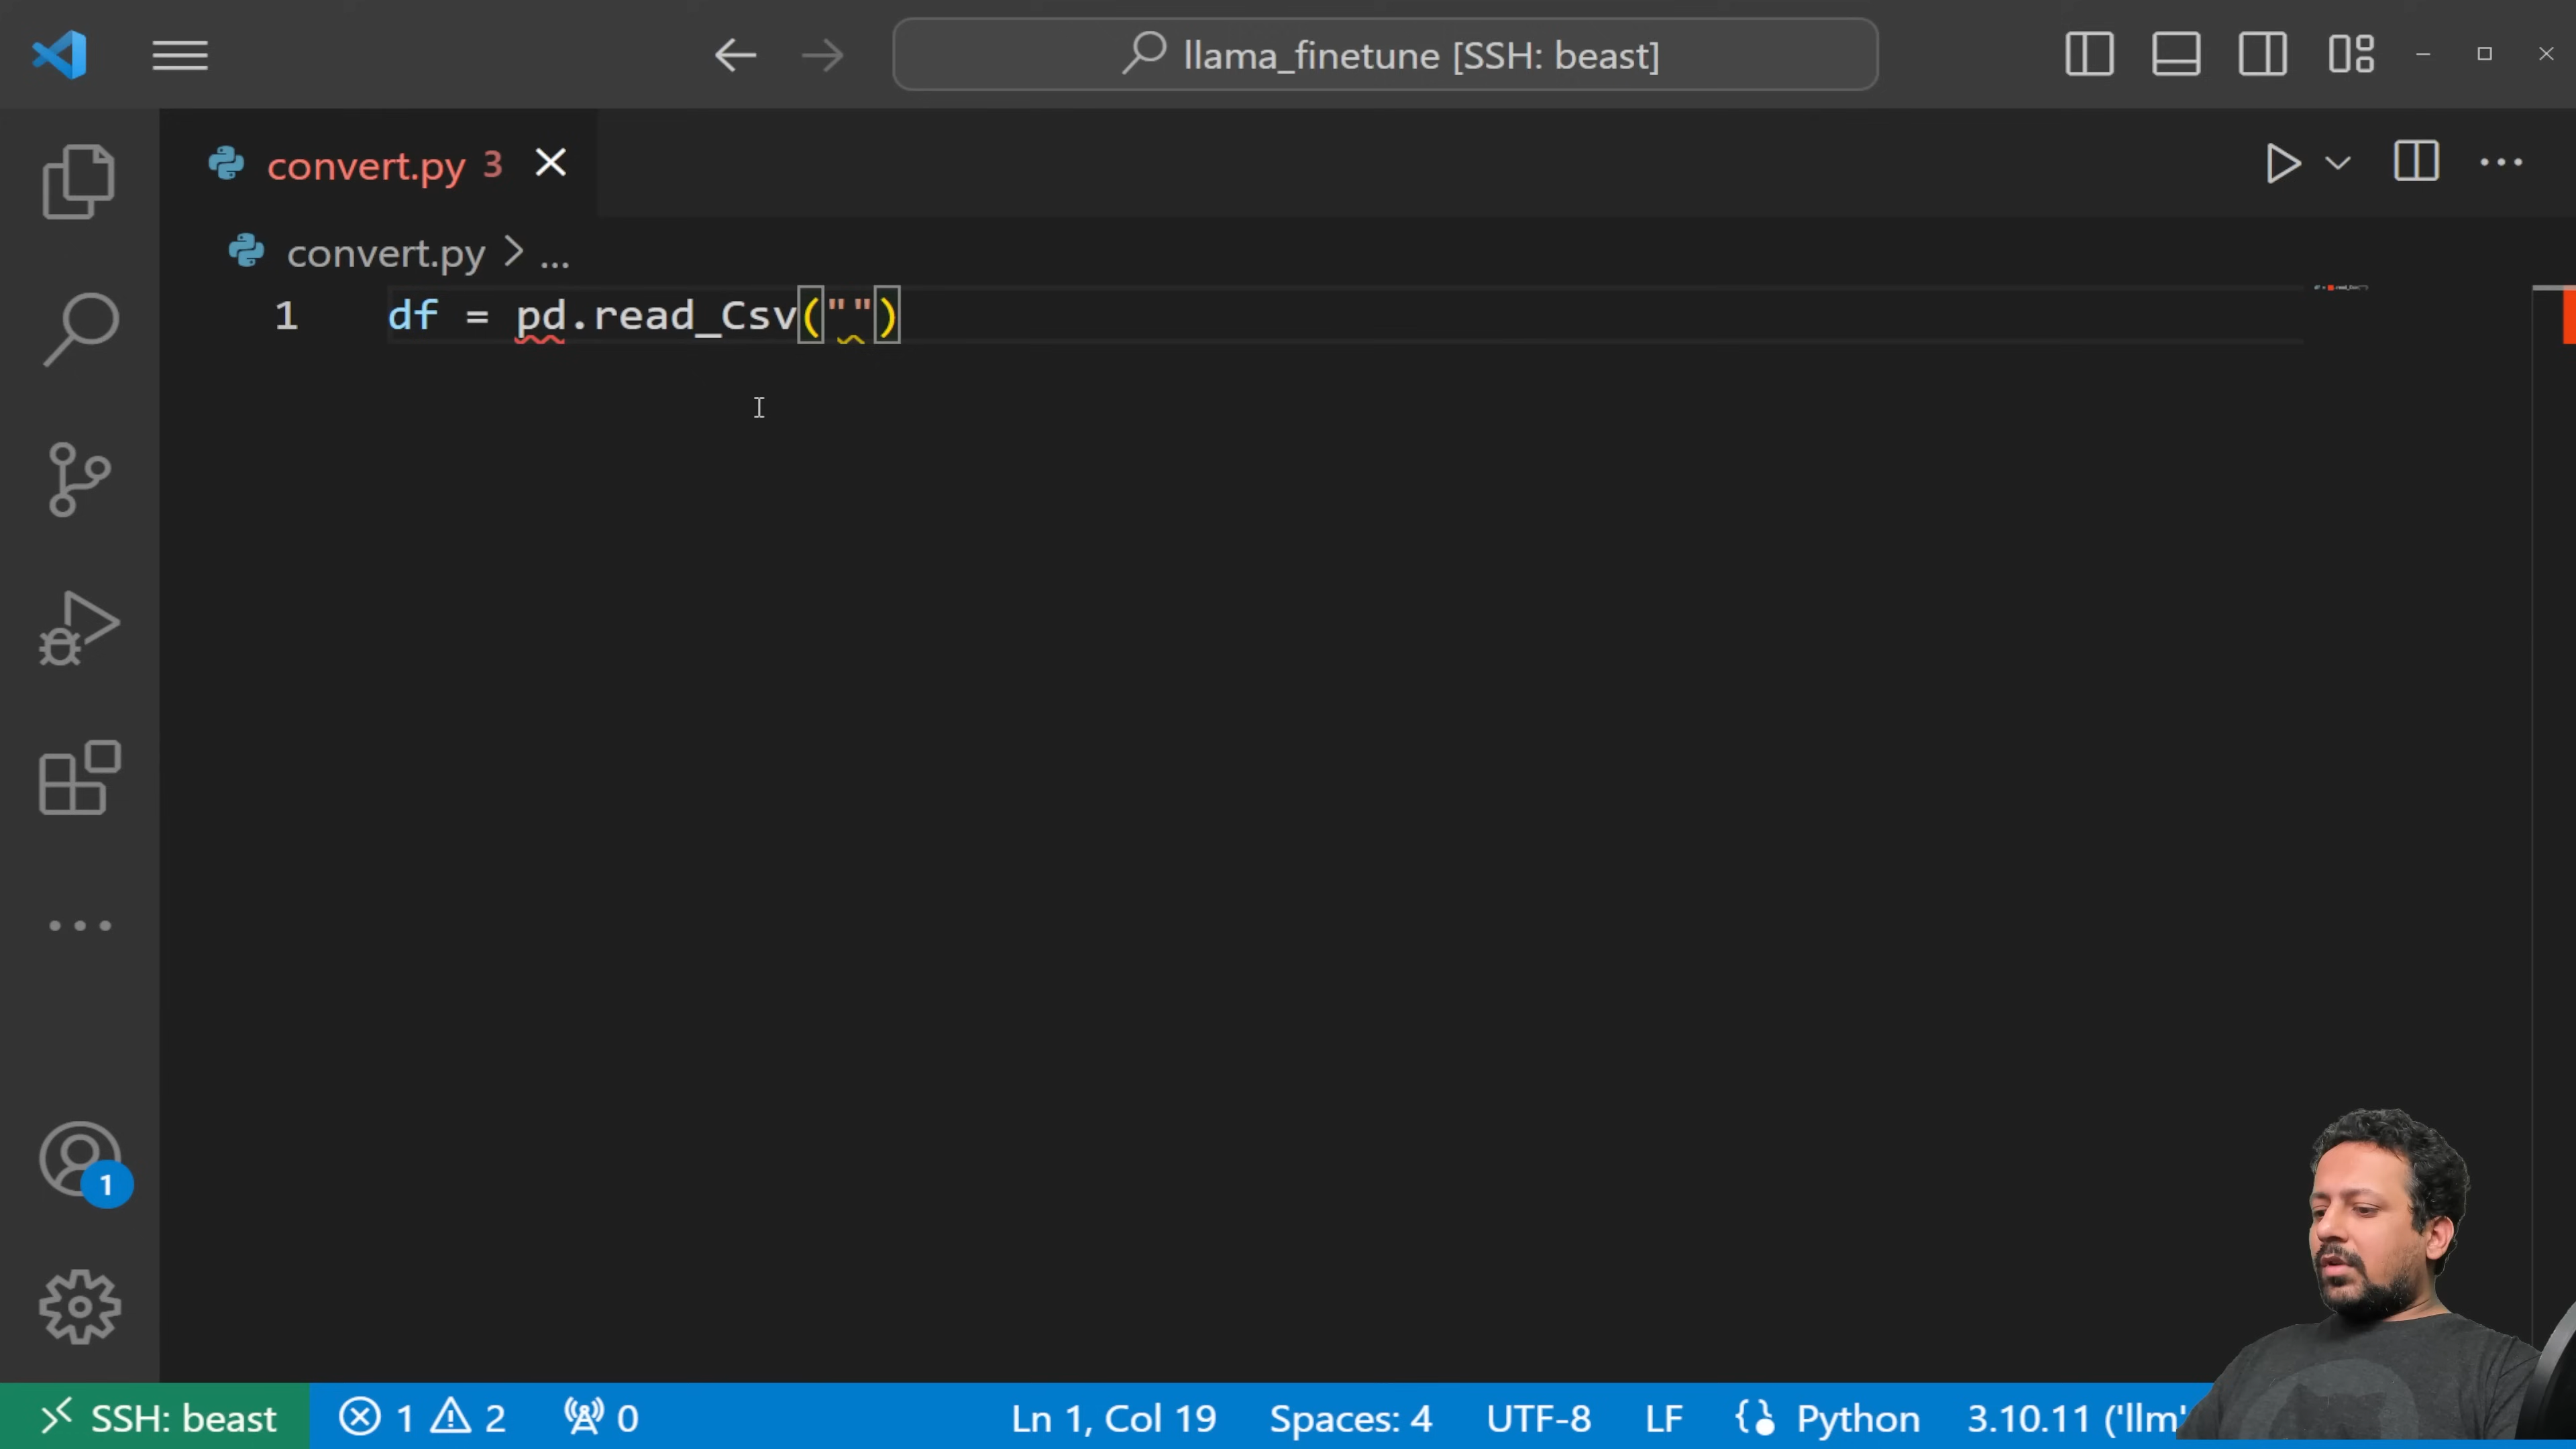 llama_finetune [SSH: beast]
convert.py 3
convert.py > ...
1 df = pd.read_Csv("")
1
SSH: beast 1 2 0 Ln 1, Col 19 Spaces: 4 UTF-8 LF Python 3.10.11 ('llm'